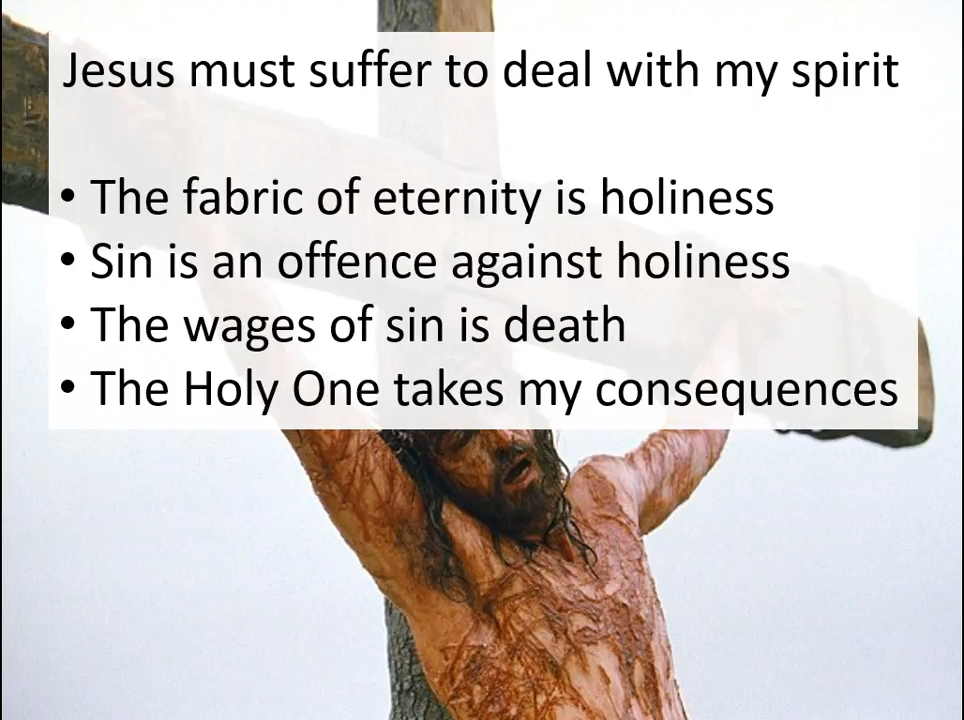 Jesus must suffer to deal with my spirit
• The fabric of eternity is holiness
• Sin is an offence against holiness
• The wages of sin is death
• The Holy One takes my consequences